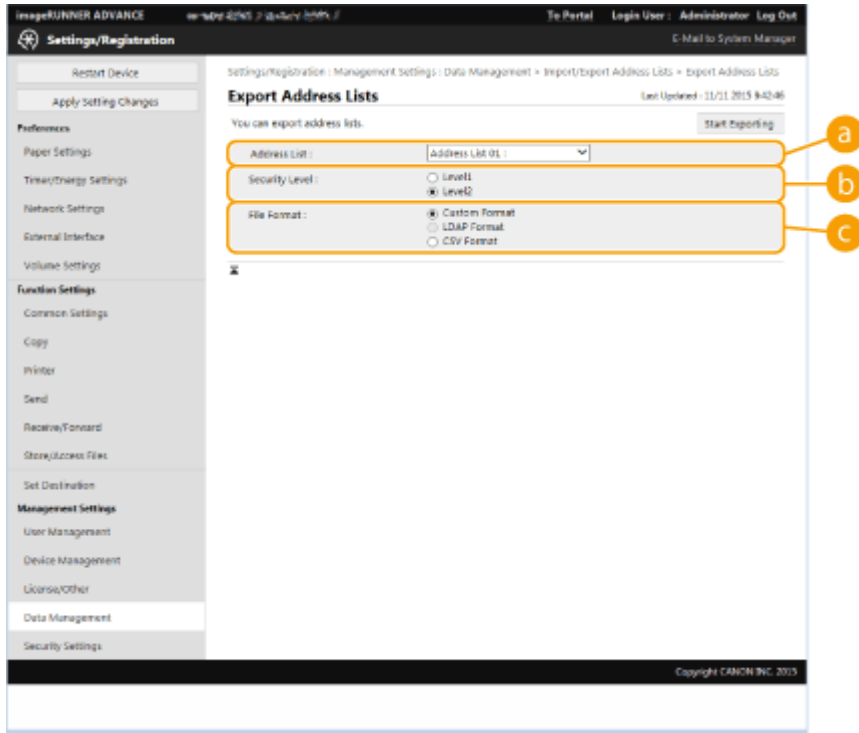 imageRUNNER ADVANCE
To Portal Login User : Administrator Log Out
Settings/Registration
E-Mail to System Manager
Restart Device
Apply Setting Changes
Preferences
Paper Settings
Timer/Energy Settings
Network Settings
External Interface
Volume Settings
Function Settings
Common Settings
Copy
Printer
Send
Receive/Forward
Store/Access Files
Set Destination
Management Settings
User Management
Device Management
License/Other
Data Management
Security Settings
Settings/Registration : Management Settings : Data Management > Import/Export Address Lists > Export Address Lists
Export Address Lists
Last Updated : 11/11 2015 9:42:46
You can export address lists.
Start Exporting
Address List :
Address List 01 :
a
Security Level :
Level1
Level2
b
File Format :
Custom Format
LDAP Format
CSV Format
c
Copyright CANON INC. 2015